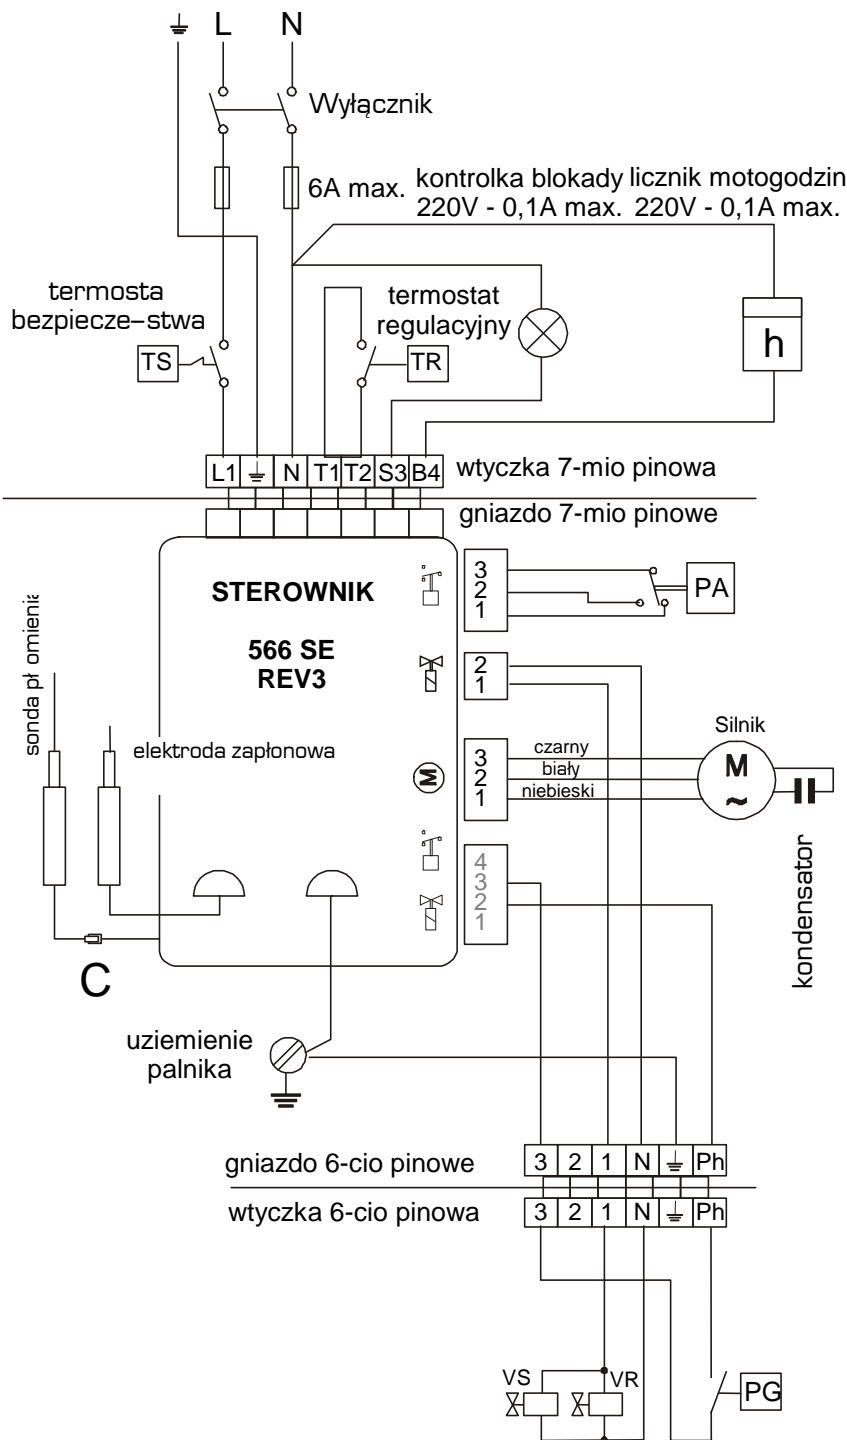 L N
Wyłącznik
6A max.
kontrolka blokady
220V - 0,1A max.
licznik motogodzin
220V - 0,1A max.
termosta
bezpiecze-stwa
termostat
regulacyjny
h
TS
TR
L1 N T1 T2 S3 B4
wtyczka 7-mio pinowa
gniazdo 7-mio pinowe
STEROWNIK
566 SE
REV3
3
2
1
PA
2
1
sonda pł omieni
elektroda zapłonowa
Silnik
M
~
M
3
2
1
czarny
biały
niebieski
kondensator
4
3
2
1
C
uziemienie
palnika
gniazdo 6-cio pinowe
3 2 1 N Ph
wtyczka 6-cio pinowa
3 2 1 N Ph
VS
VR
PG